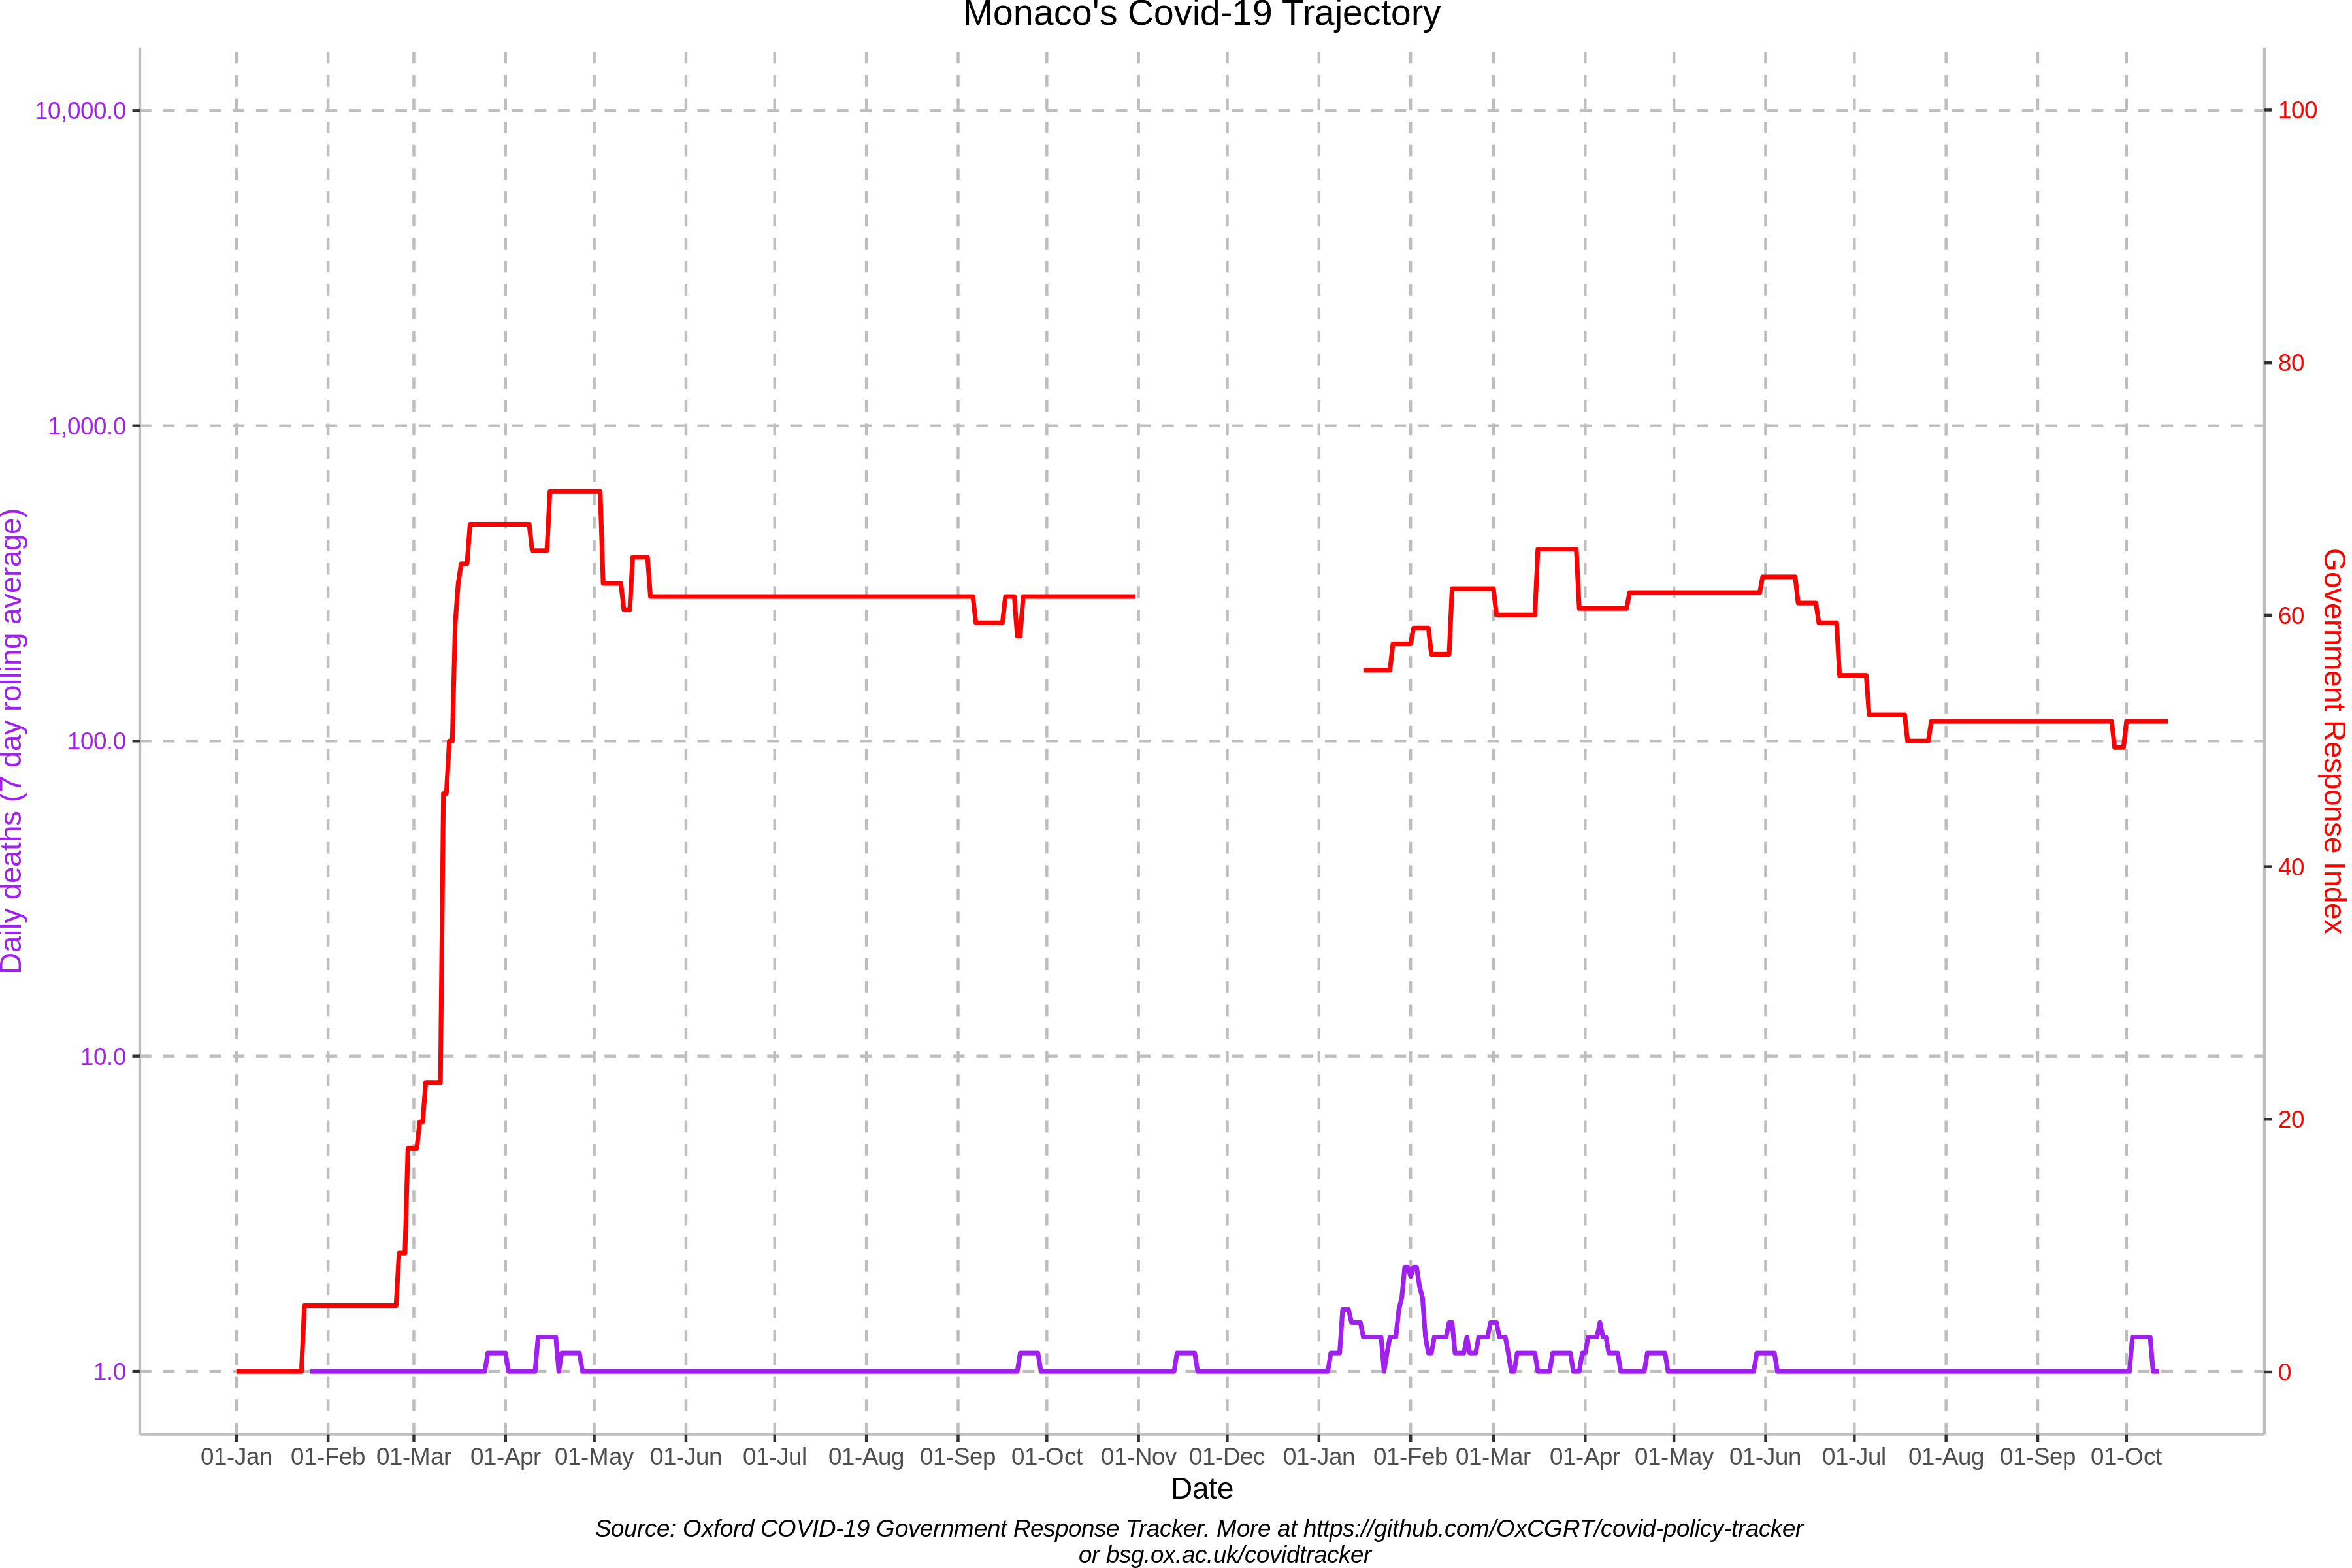 Monaco's Covid-19 Trajectory
10,000.0
1,000.0
100.0
10.0
1.0
Daily deaths (7 day rolling average)
100
80
60
40
20
0
Government Response Index
01-Jan 01-Feb 01-Mar 01-Apr 01-May 01-Jun 01-Jul 01-Aug 01-Sep 01-Oct 01-Nov 01-Dec 01-Jan 01-Feb 01-Mar 01-Apr 01-May 01-Jun 01-Jul 01-Aug 01-Sep 01-Oct
Date
Source: Oxford COVID-19 Government Response Tracker. More at https://github.com/OxCGRT/covid-policy-tracker
or bsg.ox.ac.uk/covidtracker